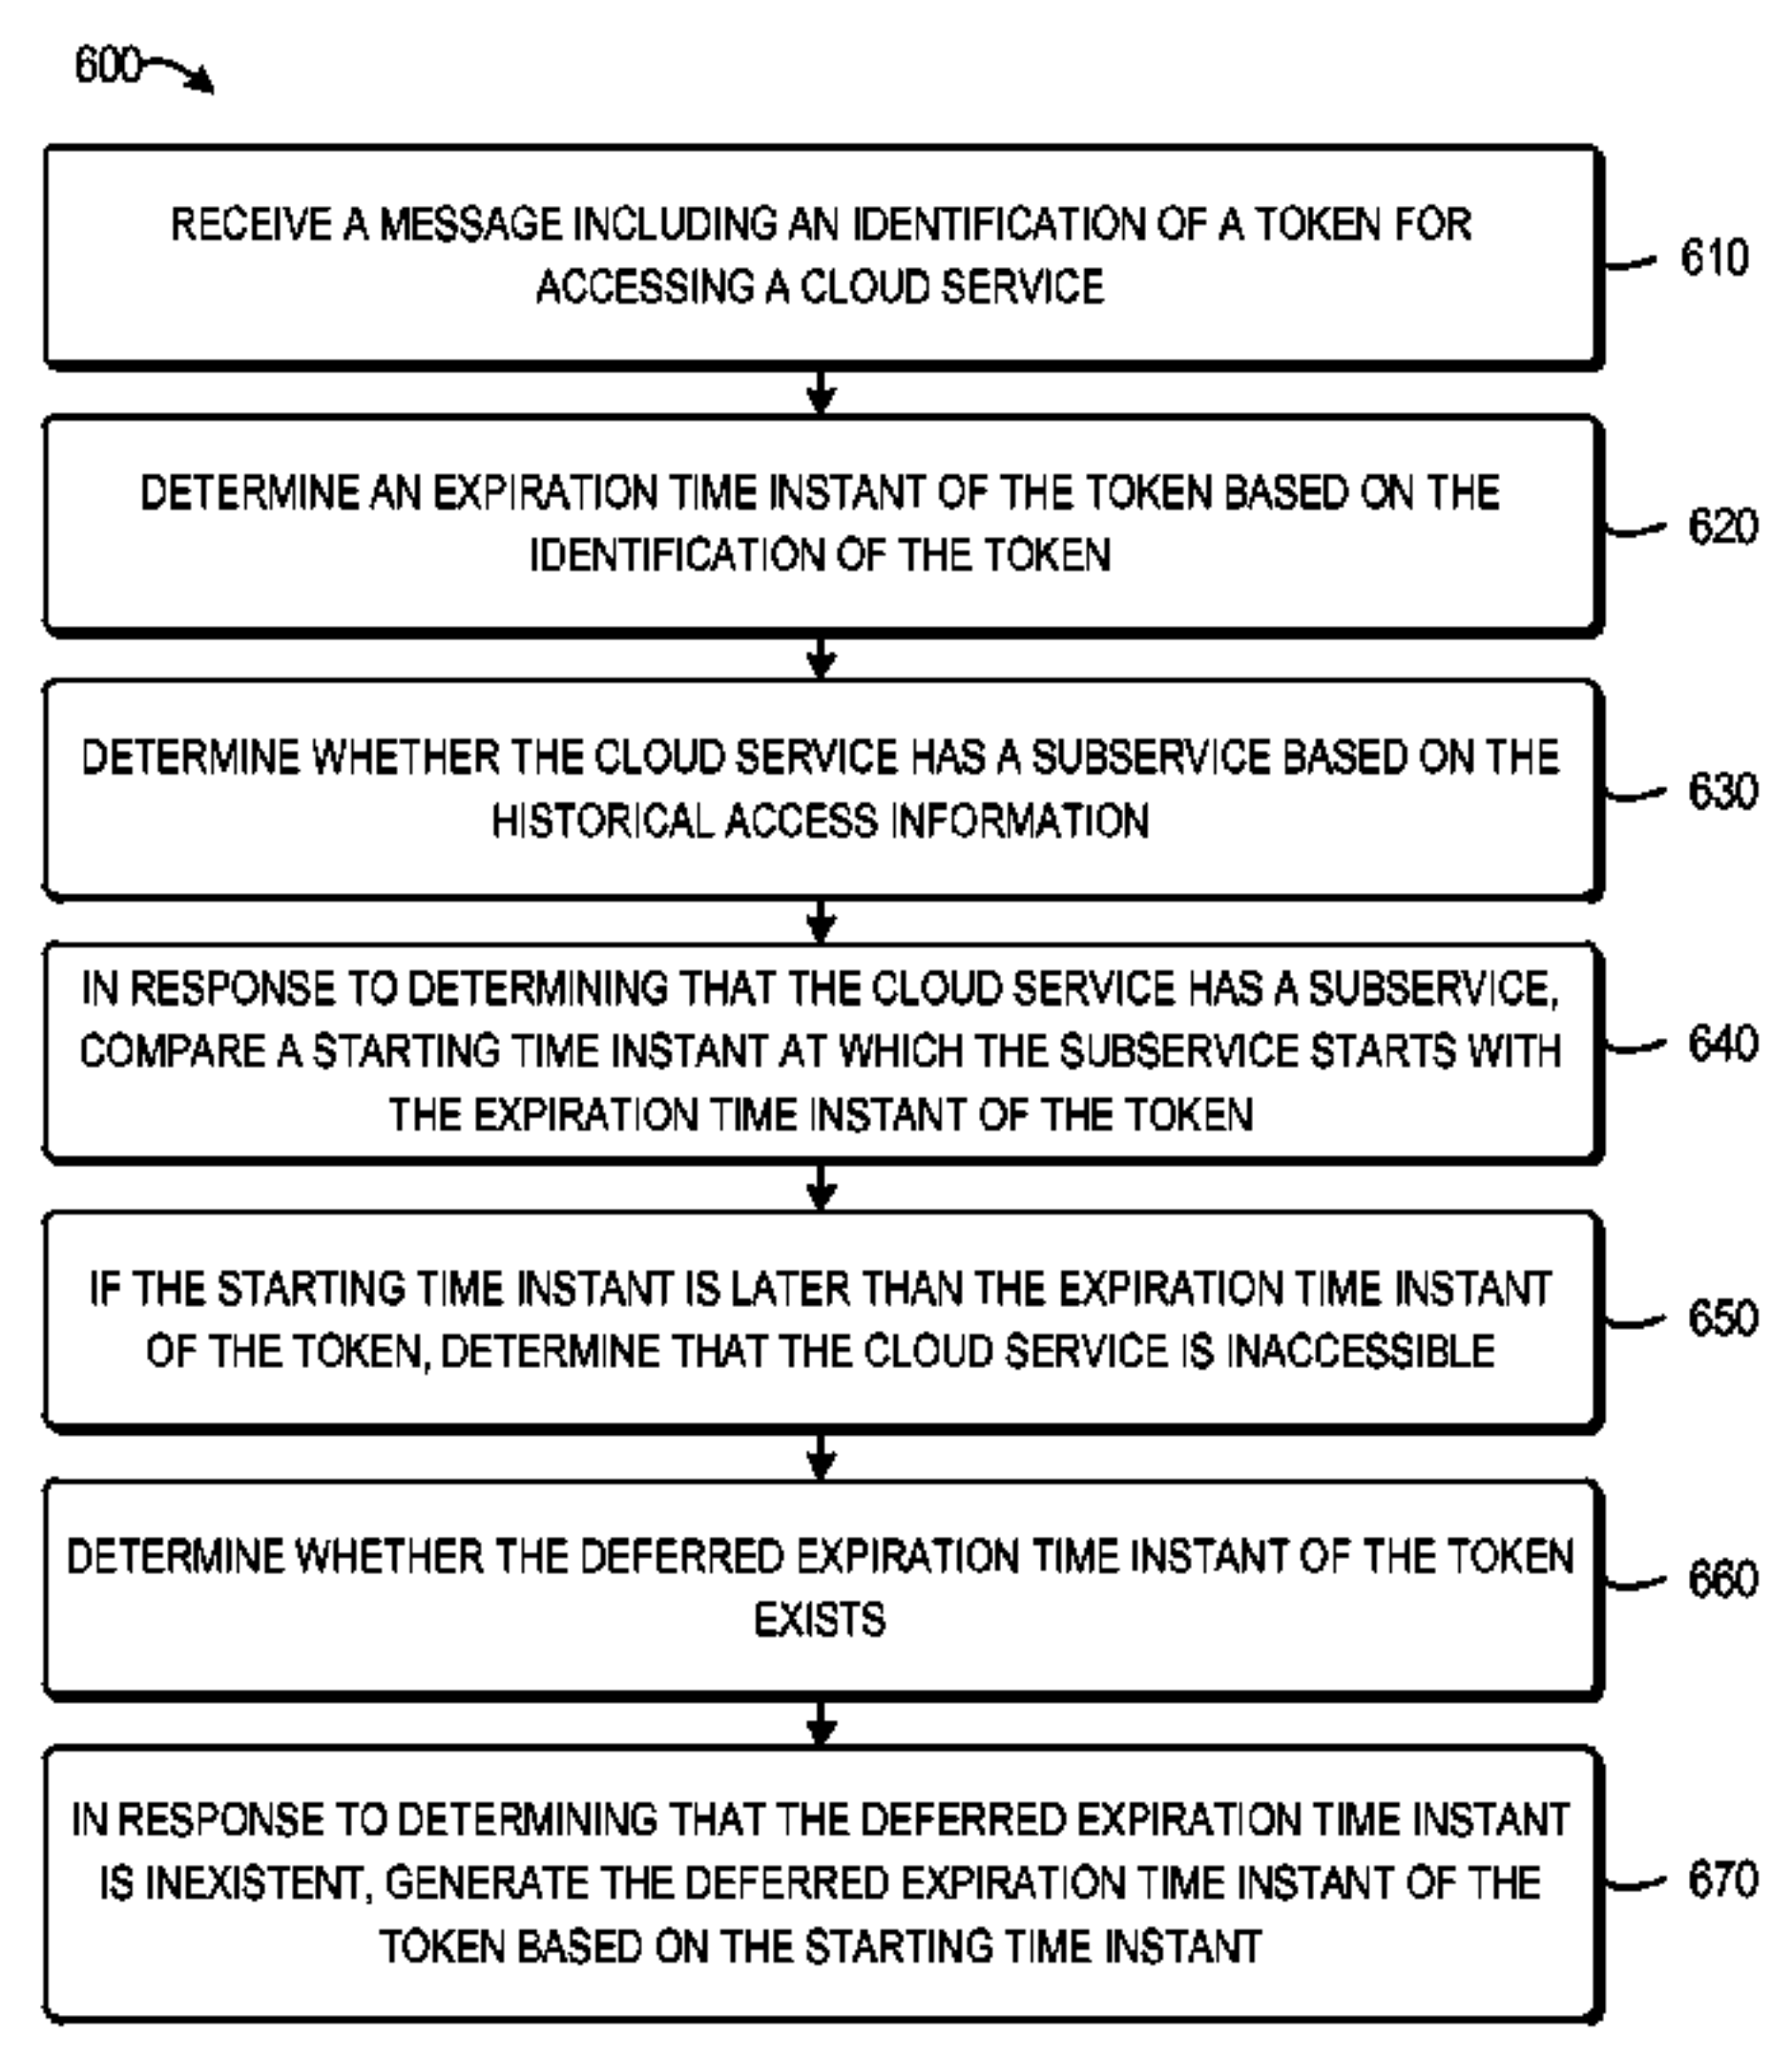 600
RECEIVE A MESSAGE INCLUDING AN IDENTIFICATION OF A TOKEN FOR
ACCESSING A CLOUD SERVICE
610
DETERMINE AN EXPIRATION TIME INSTANT OF THE TOKEN BASED ON THE
IDENTIFICATION OF THE TOKEN
620
DETERMINE WHETHER THE CLOUD SERVICE HAS A SUBSERVICE BASED ON THE
HISTORICAL ACCESS INFORMATION
630
IN RESPONSE TO DETERMINING THAT THE CLOUD SERVICE HAS A SUBSERVICE,
COMPARE A STARTING TIME INSTANT AT WHICH THE SUBSERVICE STARTS WITH
THE EXPIRATION TIME INSTANT OF THE TOKEN
640
IF THE STARTING TIME INSTANT IS LATER THAN THE EXPIRATION TIME INSTANT
OF THE TOKEN, DETERMINE THAT THE CLOUD SERVICE IS INACCESSIBLE
650
DETERMINE WHETHER THE DEFERRED EXPIRATION TIME INSTANT OF THE TOKEN
EXISTS
660
IN RESPONSE TO DETERMINING THAT THE DEFERRED EXPIRATION TIME INSTANT
IS INEXISTENT, GENERATE THE DEFERRED EXPIRATION TIME INSTANT OF THE
TOKEN BASED ON THE STARTING TIME INSTANT
670